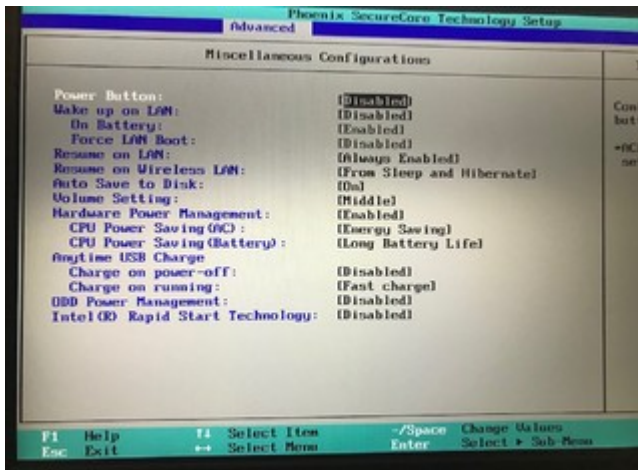 Phoenix SecureCore Technology Setup
Advanced
Miscellaneous Configurations
Power Button: [Disabled]
Wake up on LAN: [Disabled]
On Battery: [Enabled]
Force LAN Boot: [Disabled]
Resume on LAN: [Always Enabled]
Resume on Wireless LAN: [From Sleep and Hibernate]
Auto Save to Disk: [On]
Volume Setting: [Middle]
Hardware Power Management: [Enabled]
CPU Power Saving(AC): [Energy Saving]
CPU Power Saving(Battery): [Long Battery Life]
Anytime USB Charge
Charge on power-off: [Disabled]
Charge on running: [Fast charge]
ODD Power Management: [Disabled]
Intel(R) Rapid Start Technology: [Disabled]
Con
but
se
F1 Help ↑↓ Select Item -/Space Change Values
Esc Exit ↔ Select Menu Enter Select ▶ Sub-Menu